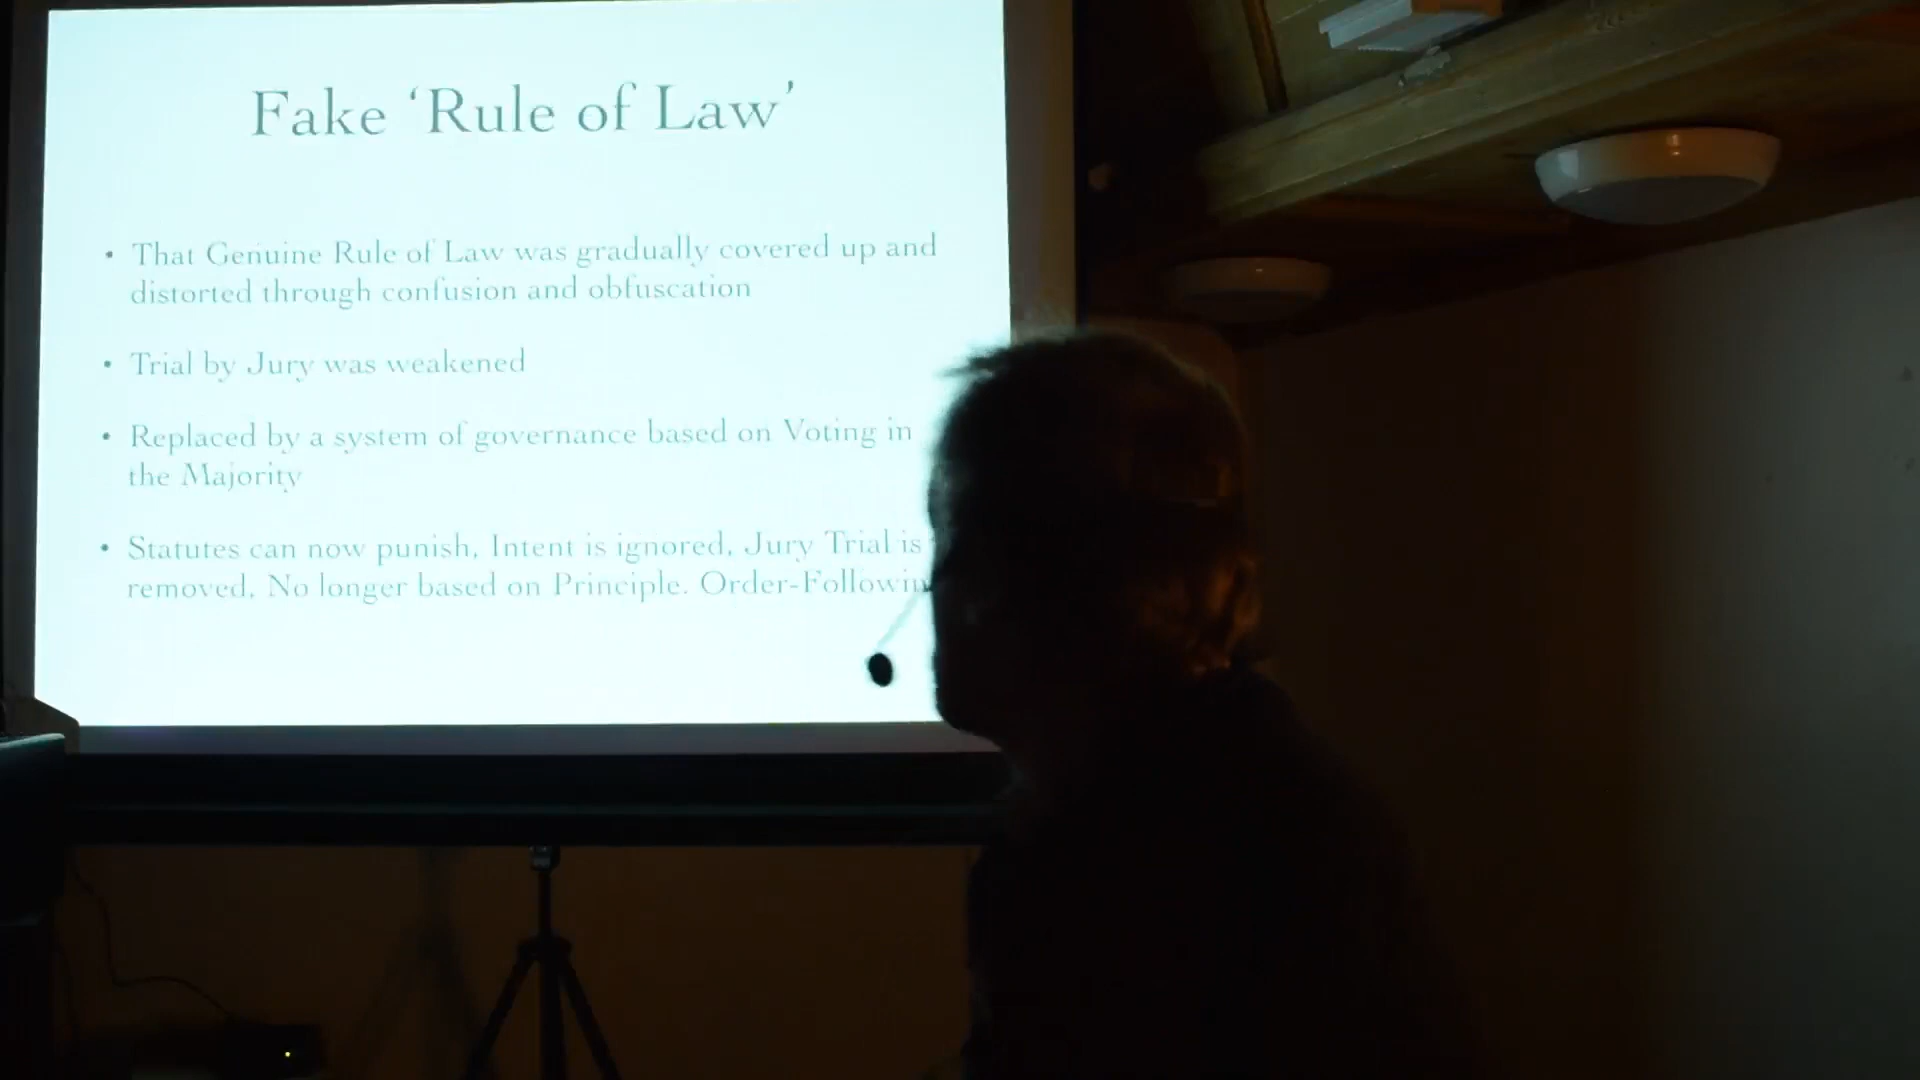 Fake ‘Rule of Law’
• That Genuine Rule of Law was gradually covered up and
distorted through confusion and obfuscation
• Trial by Jury was weakened
• Replaced by a system of governance based on Voting in
the Majority
• Statutes can now punish, Intent is ignored, Jury Trial is
removed, No longer based on Principle. Order-Followin